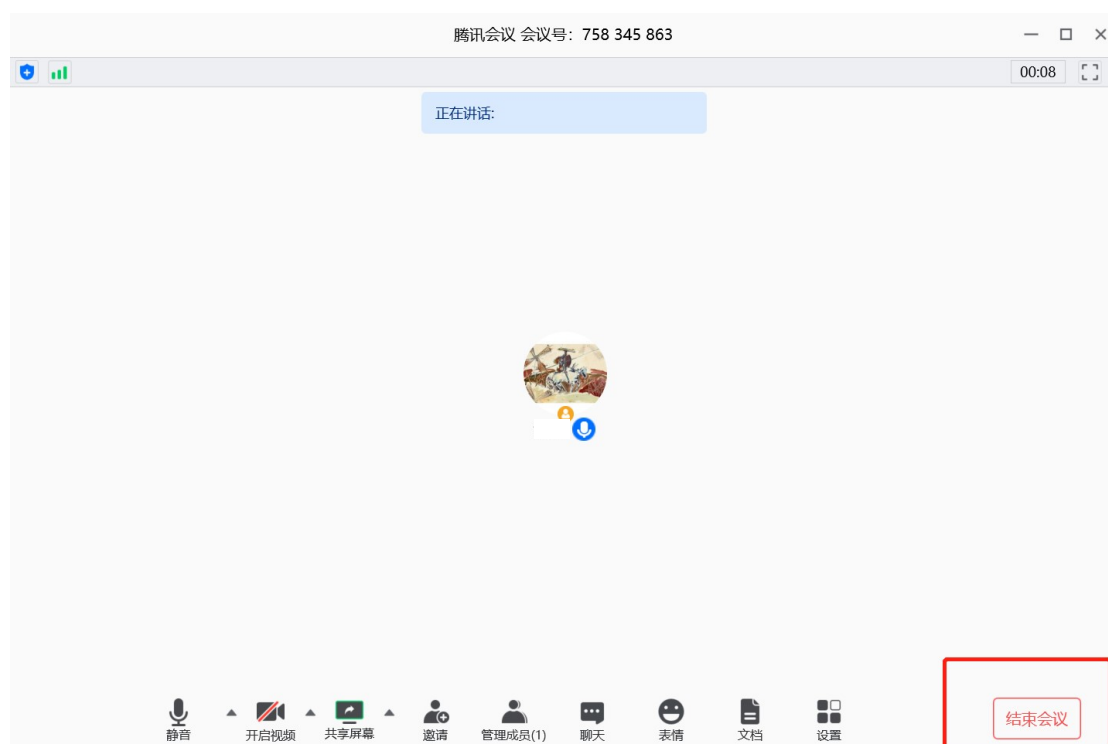 腾讯会议 会议号：758 345 863
00:08
正在讲话:
静音
开启视频
共享屏幕
邀请
管理成员(1)
聊天
表情
文档
设置
结束会议